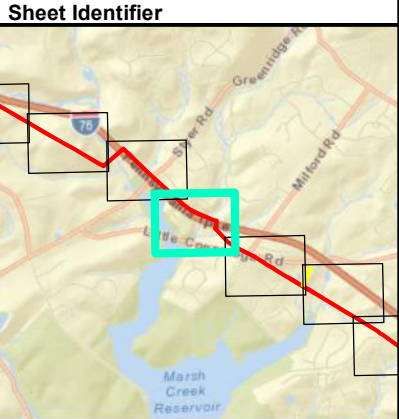 Sheet Identifier
Greenridge Rd
76
Styer Rd
Milford Rd
Little Conestoga Rd
Marsh
Creek
Reservoir